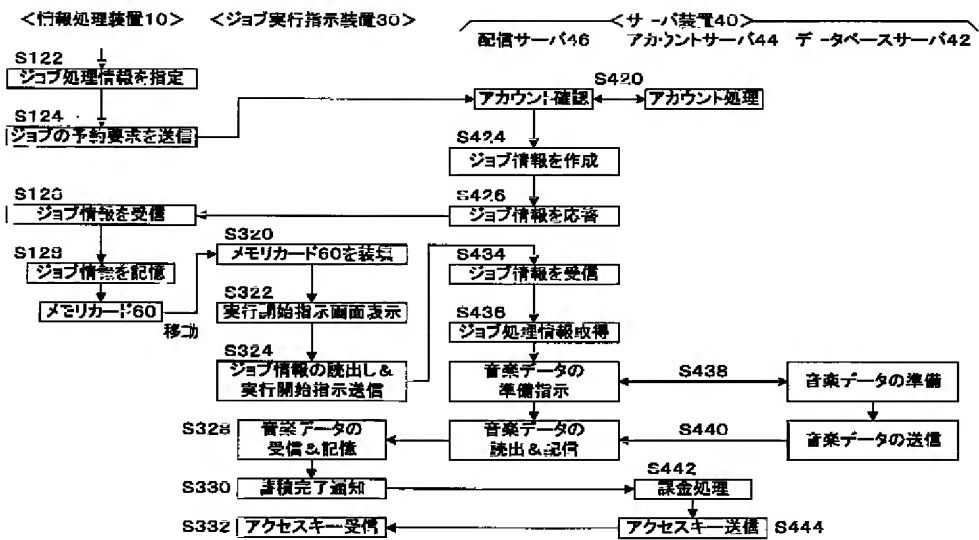 <情報処理装置10> <ジョブ実行指示装置30> <サーバ装置40>
配信サーバ46 アカウントサーバ44 データベースサーバ42
S122
ジョブ処理情報を指定
S420
アカウント確認 アカウント処理
S124
ジョブの予約要求を送信
S424
ジョブ情報を作成
S126
ジョブ情報を受信
S426
ジョブ情報を応答
S128
ジョブ情報を記憶
メモリカード60
移動
S320
メモリカード60を装填
S322
実行開始指示画面表示
S324
ジョブ情報の読出し&
実行開始指示送信
S434
ジョブ情報を受信
S436
ジョブ処理情報取得
音楽データの
準備指示
S438
音楽データの準備
S328
音楽データの
受信&記憶
音楽データの
読出&配信
S440
音楽データの送信
S330
蓄積完了通知
S442
課金処理
S332
アクセスキー受信
アクセスキー送信
S444